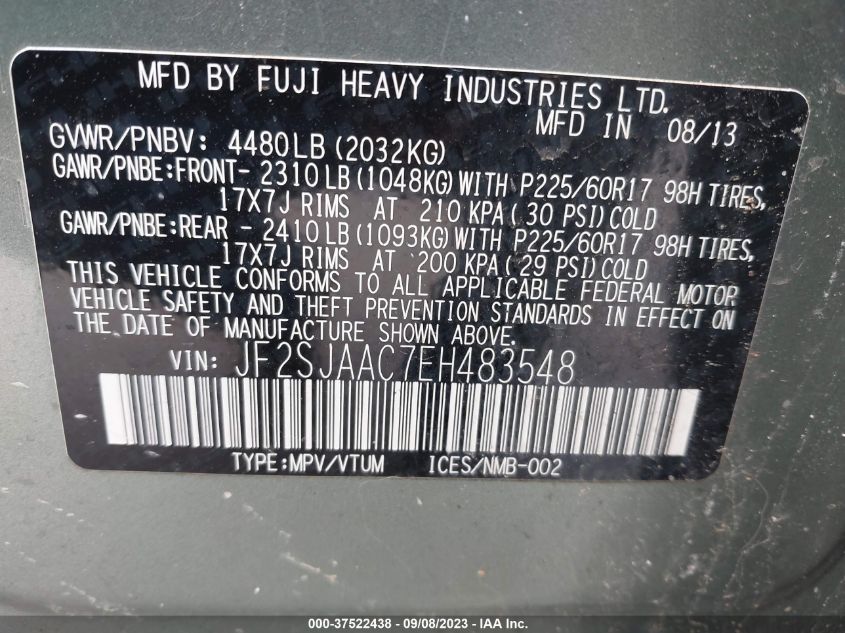 MFD BY FUJI HEAVY INDUSTRIES LTD.
MFD IN 08/13
GVWR/PNBV: 4480LB (2032KG)
GAWR/PNBE:FRONT- 2310LB (1048KG) WITH P225/60R17 98H TIRES,
17X7J RIMS AT 210 KPA ( 30 PSI) COLD
GAWR/PNBE:REAR - 2410LB (1093KG) WITH P225/60R17 98H TIRES,
17X7J RIMS AT 200 KPA ( 29 PSI) COLD
THIS VEHICLE CONFORMS TO ALL APPLICABLE FEDERAL MOTOR
VEHICLE SAFETY AND THEFT PREVENTION STANDARDS IN EFFECT ON
THE DATE OF MANUFACTURE SHOWN ABOVE.
VIN: JF2SJAAC7EH483548
TYPE:MPV/VTUM ICES/NMB-002
000-37522438 - 09/08/2023 - IAA Inc.